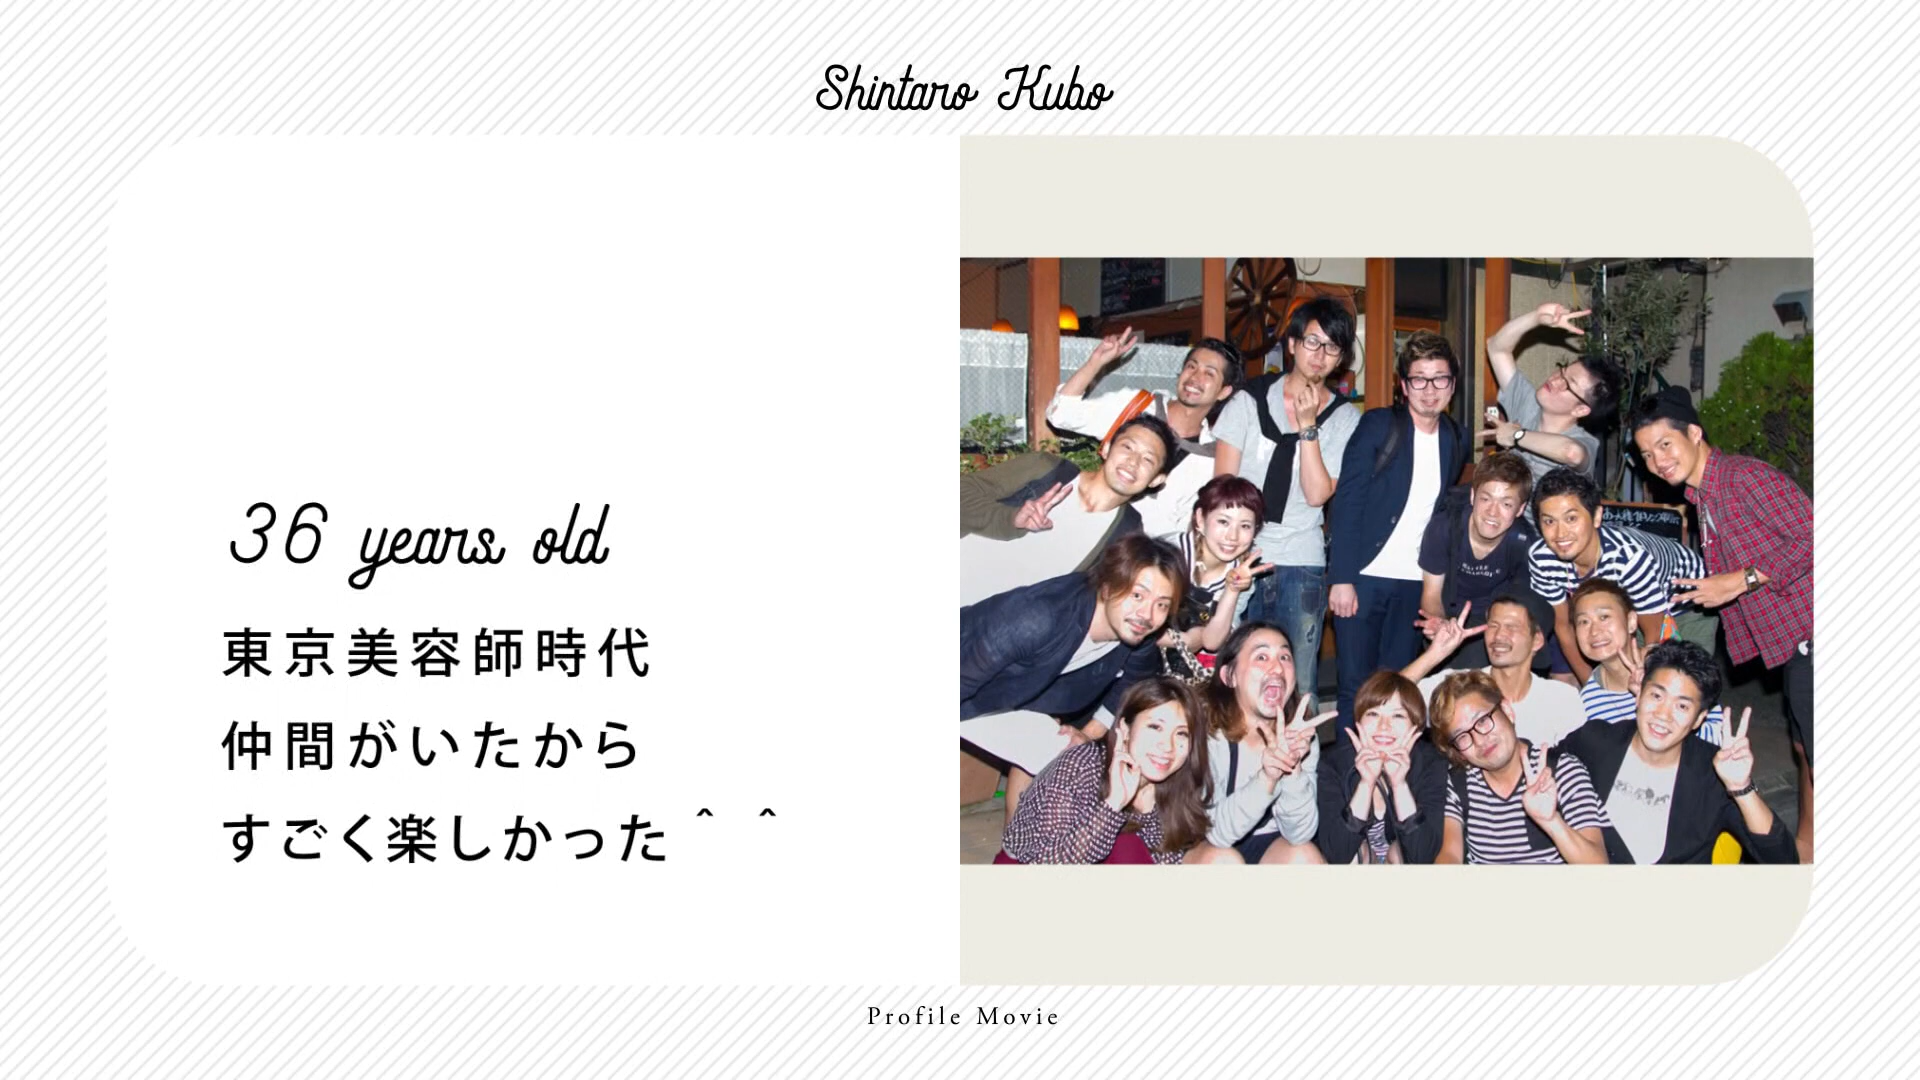 Shintaro Kubo
36 years old
東京美容師時代
仲間がいたから
すごく楽しかった＾ ＾
Profile Movie